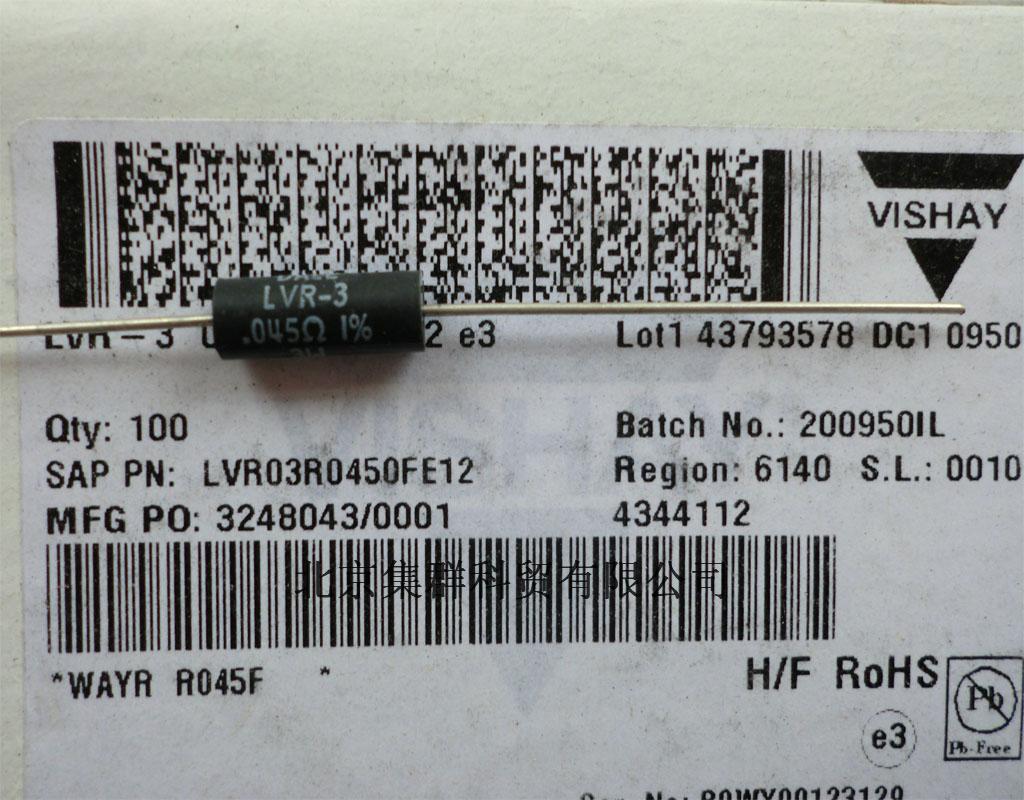 VISHAY
LVR-3
.045Ω 1%
LVR-3
2 e3
Lot1 43793578 DC1 0950
Qty: 100
Batch No.: 200950IL
SAP PN: LVR03R0450FE12
Region: 6140 S.L.: 0010
MFG PO: 3248043/0001
4344112
北京集群科贸有限公司
*WAYR R045F *
H/F RoHS
Pb
e3
Pb-Free